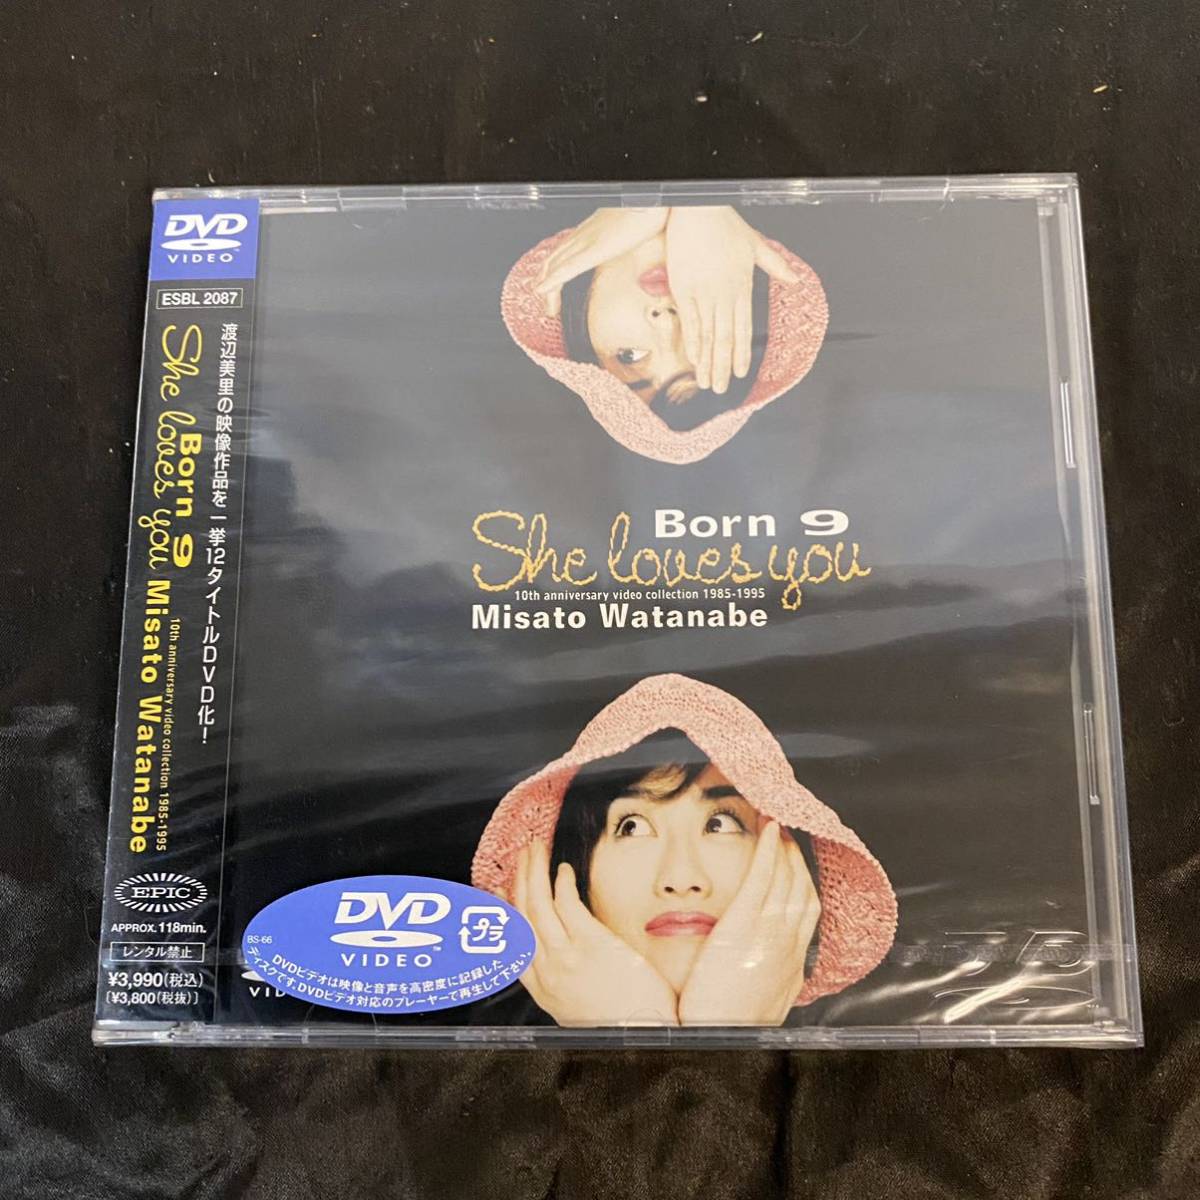 DVD
VIDEO
ESBL 2087
渡辺美里の映像作品を一挙12タイトルDVD化!
Born 9
She loves you
10th anniversary video collection 1985-1995
Misato Watanabe
EPIC
APPROX.118min.
レンタル禁止
¥3,990(税込)
[¥3,800(税抜)]
Born 9
She loves you
10th anniversary video collection 1985-1995
Misato Watanabe
DVD
VIDEO
プラ
BS-66
DVDビデオは映像と音声を高密度に記録した
ディスクです。DVDビデオ対応のプレーヤーで再生して下さい。
VID